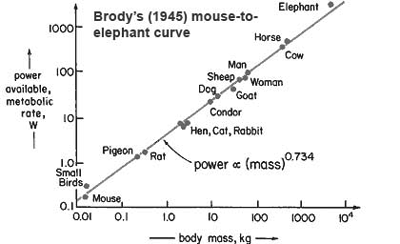 Brody's (1945) mouse-to-
elephant curve
Elephant
1000
Horse
Cow
power
available,
metabolic
rate,
W
100
Man
Sheep
Woman
Dog
Goat
10
Condor
Hen, Cat, Rabbit
Pigeon
Rat
power ∝ (mass)^0.734
1.0
Small
Birds
Mouse
0.1
0.01 0.1 1.0 10 100 1000 10⁴
body mass, kg